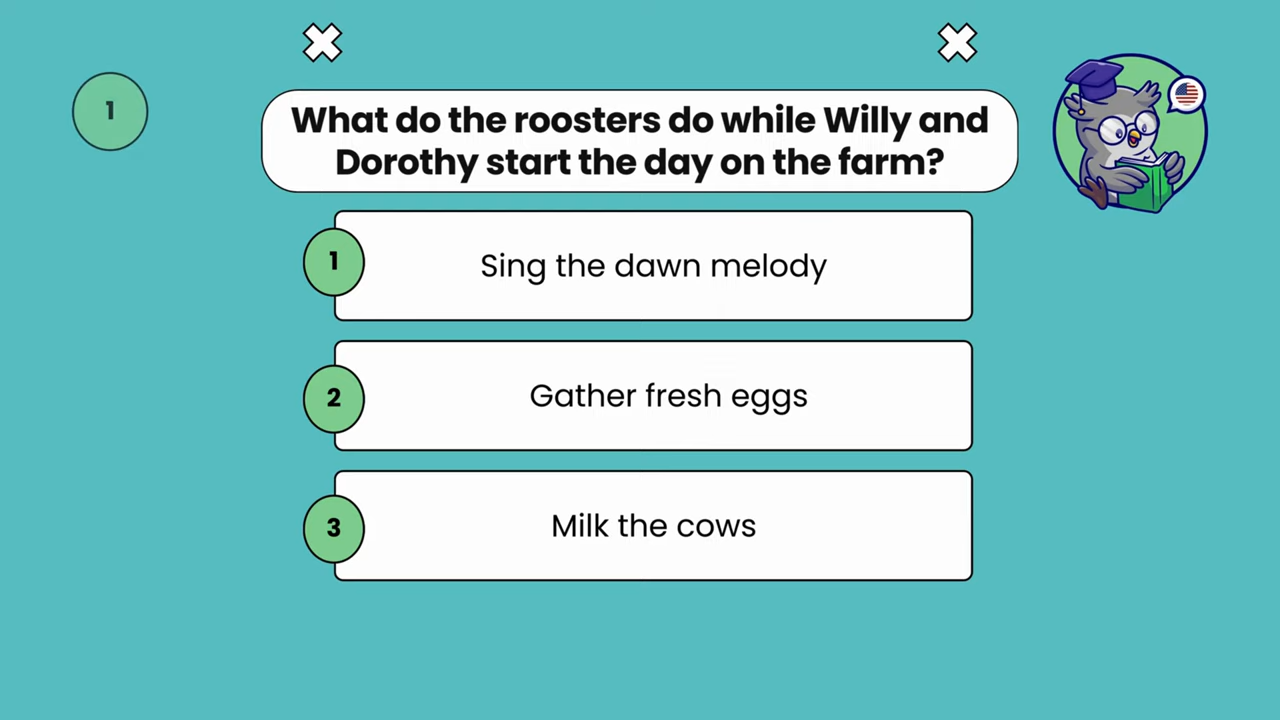 1
What do the roosters do while Willy and
Dorothy start the day on the farm?
1
Sing the dawn melody
2
Gather fresh eggs
3
Milk the cows